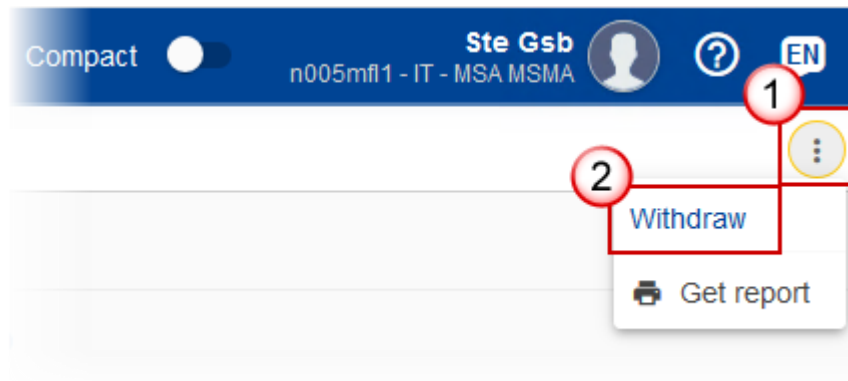 Compact
Ste Gsb
n005mfl1 - IT - MSA MSMA
EN
1
2
Withdraw
Get report